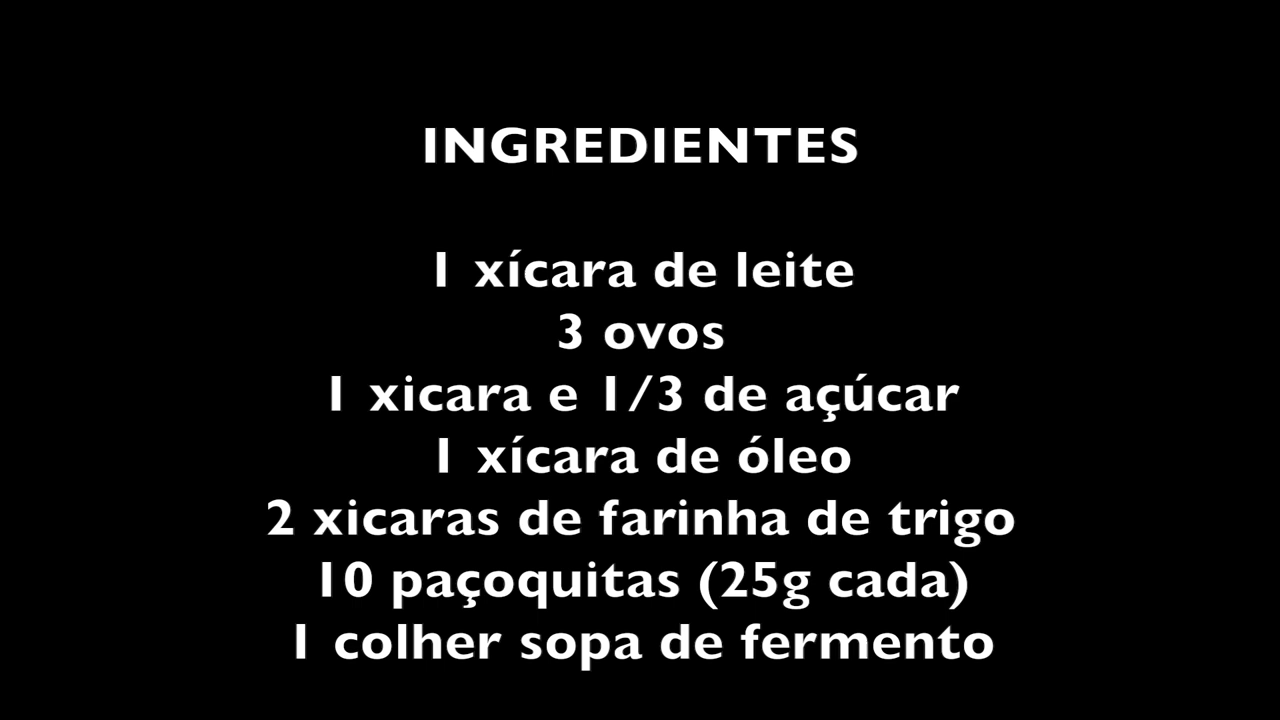 INGREDIENTES
1 xícara de leite
3 ovos
1 xicara e 1/3 de açúcar
1 xícara de óleo
2 xicaras de farinha de trigo
10 paçoquitas (25g cada)
1 colher sopa de fermento